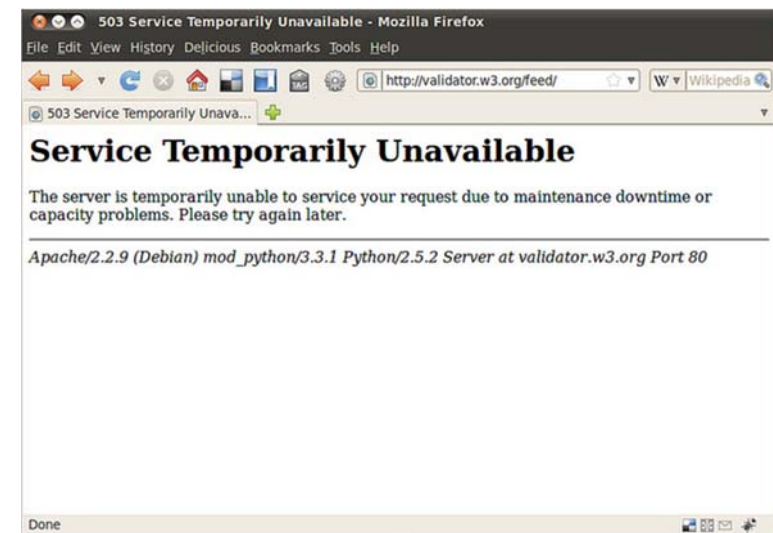 503 Service Temporarily Unavailable - Mozilla Firefox
File Edit View History Delicious Bookmarks Tools Help
TAG http://validator.w3.org/feed/ W Wikipedia
503 Service Temporarily Unava...
Service Temporarily Unavailable
The server is temporarily unable to service your request due to maintenance downtime or
capacity problems. Please try again later.
Apache/2.2.9 (Debian) mod_python/3.3.1 Python/2.5.2 Server at validator.w3.org Port 80
Done